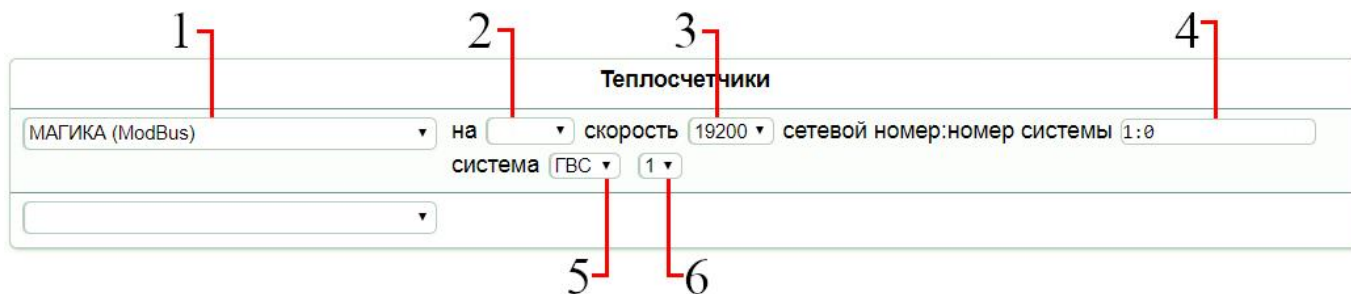 1 2 3 4
Теплосчетчики
МАГИКА (ModBus) на скорость 19200 сетевой номер:номер системы 1:0
система ГВС 1
5 6